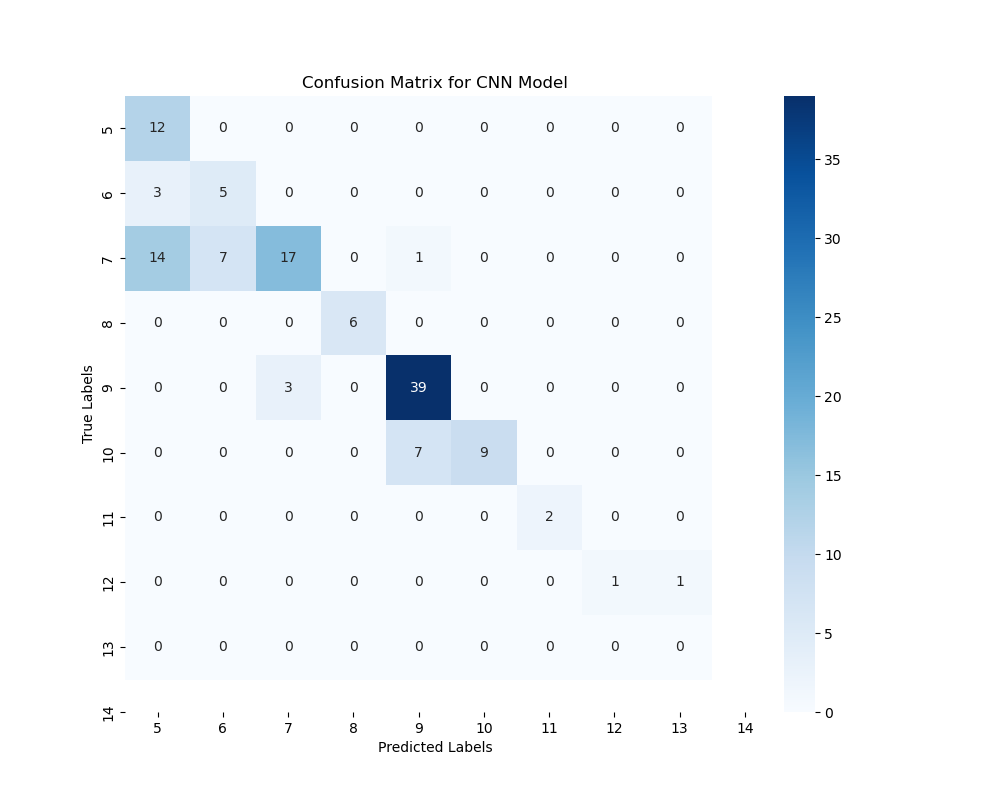 Confusion Matrix for CNN Model
5 12 0 0 0 0 0 0 0 0
6 3 5 0 0 0 0 0 0 0
7 14 7 17 0 1 0 0 0 0
8 0 0 0 6 0 0 0 0 0
9 0 0 3 0 39 0 0 0 0
10 0 0 0 0 7 9 0 0 0
11 0 0 0 0 0 0 2 0 0
12 0 0 0 0 0 0 0 1 1
13 0 0 0 0 0 0 0 0 0
14
5 6 7 8 9 10 11 12 13 14
Predicted Labels
True Labels
35
30
25
20
15
10
5
0